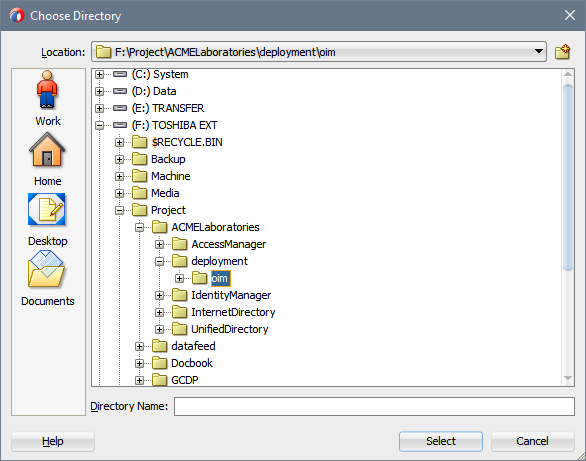 Choose Directory
Location: F:\Project\ACMELaboratories\deployment\oim
Work
Home
Desktop
Documents
(C:) System
(D:) Data
(E:) TRANSFER
(F:) TOSHIBA EXT
$RECYCLE.BIN
Backup
Machine
Media
Project
ACMELaboratories
AccessManager
deployment
oim
IdentityManager
InternetDirectory
UnifiedDirectory
datafeed
Docbook
GCDP
Directory Name:
Help
Select
Cancel